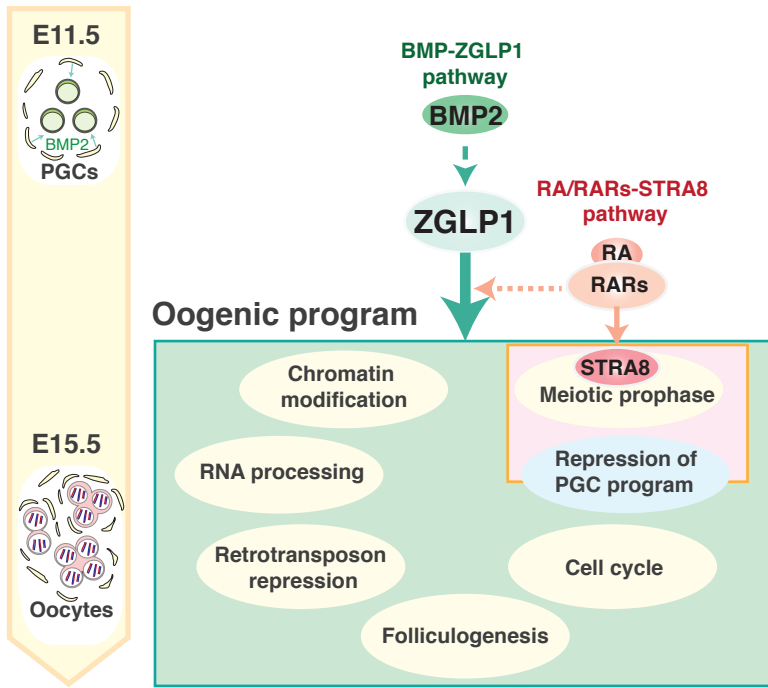 E11.5
BMP2
PGCs
E15.5
Oocytes
BMP-ZGLP1
pathway
BMP2
ZGLP1
RA/RARs-STRA8
pathway
RA
RARs
Oogenic program
Chromatin
modification
STRA8
Meiotic prophase
RNA processing
Repression of
PGC program
Retrotransposon
repression
Cell cycle
Folliculogenesis